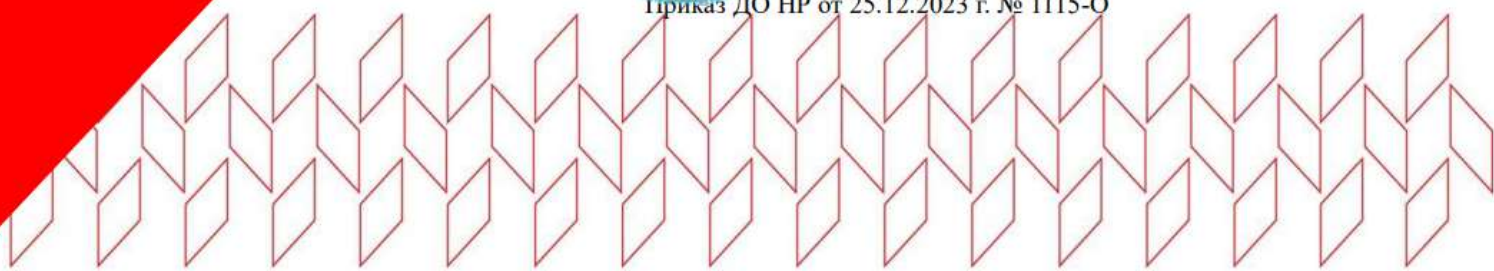 Приказ ДО НР от 25.12.2023 г. № 1115-О